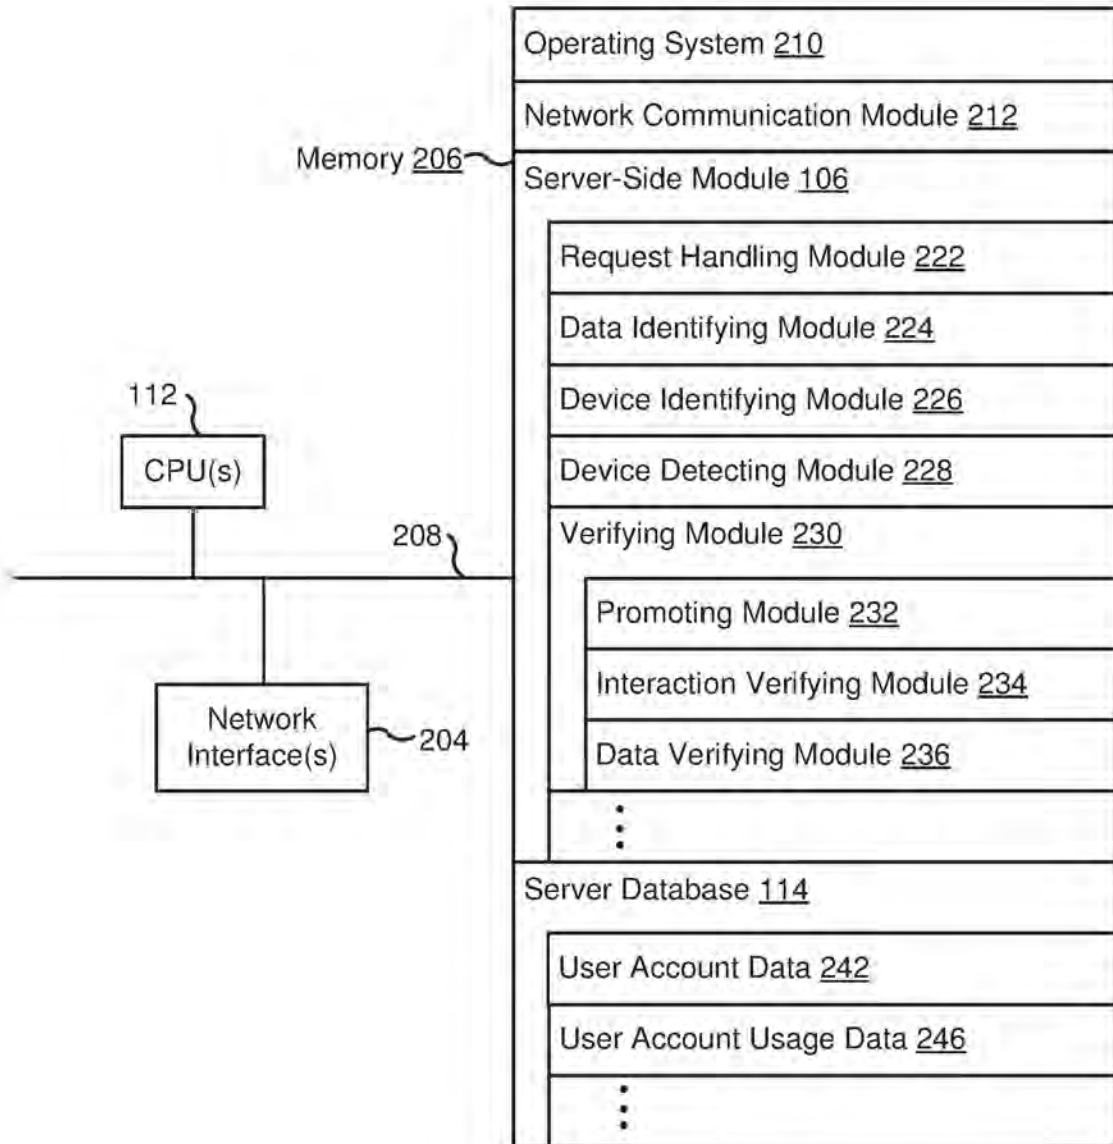 Operating System 210
Network Communication Module 212
Memory 206
Server-Side Module 106
Request Handling Module 222
Data Identifying Module 224
Device Identifying Module 226
112
CPU(s)
Device Detecting Module 228
208
Verifying Module 230
Promoting Module 232
Interaction Verifying Module 234
Network
Interface(s)
204
Data Verifying Module 236
Server Database 114
User Account Data 242
User Account Usage Data 246